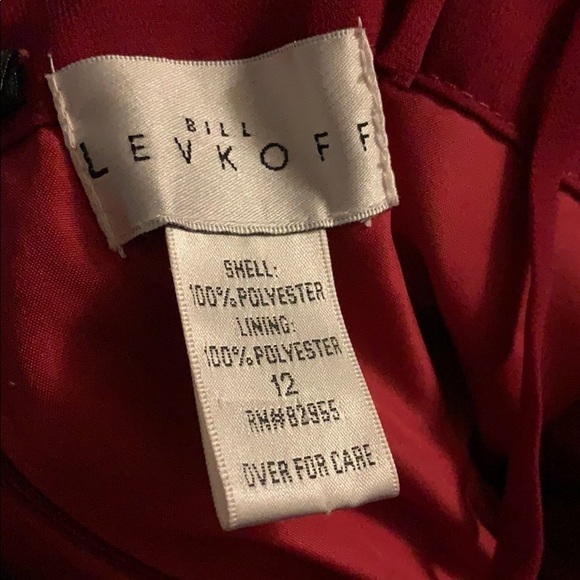 BILL
LEVKOFF
SHELL:
100% POLYESTER
LINING:
100% POLYESTER
12
RN#82955
OVER FOR CARE